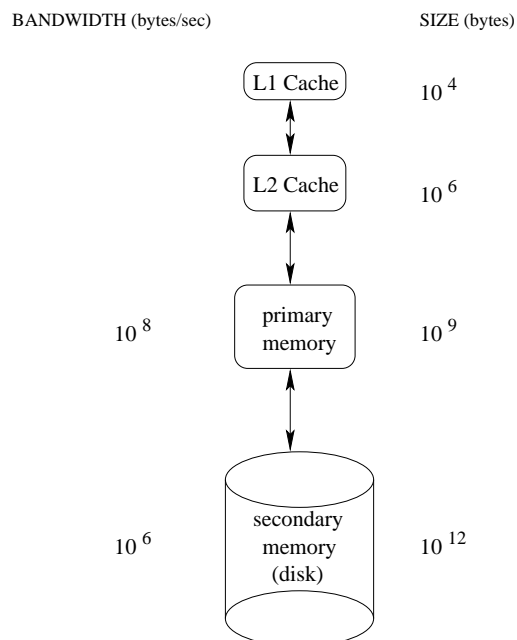 BANDWIDTH (bytes/sec) SIZE (bytes)
L1 Cache 10^4
L2 Cache 10^6
10^8 primary memory 10^9
10^6 secondary memory (disk) 10^12